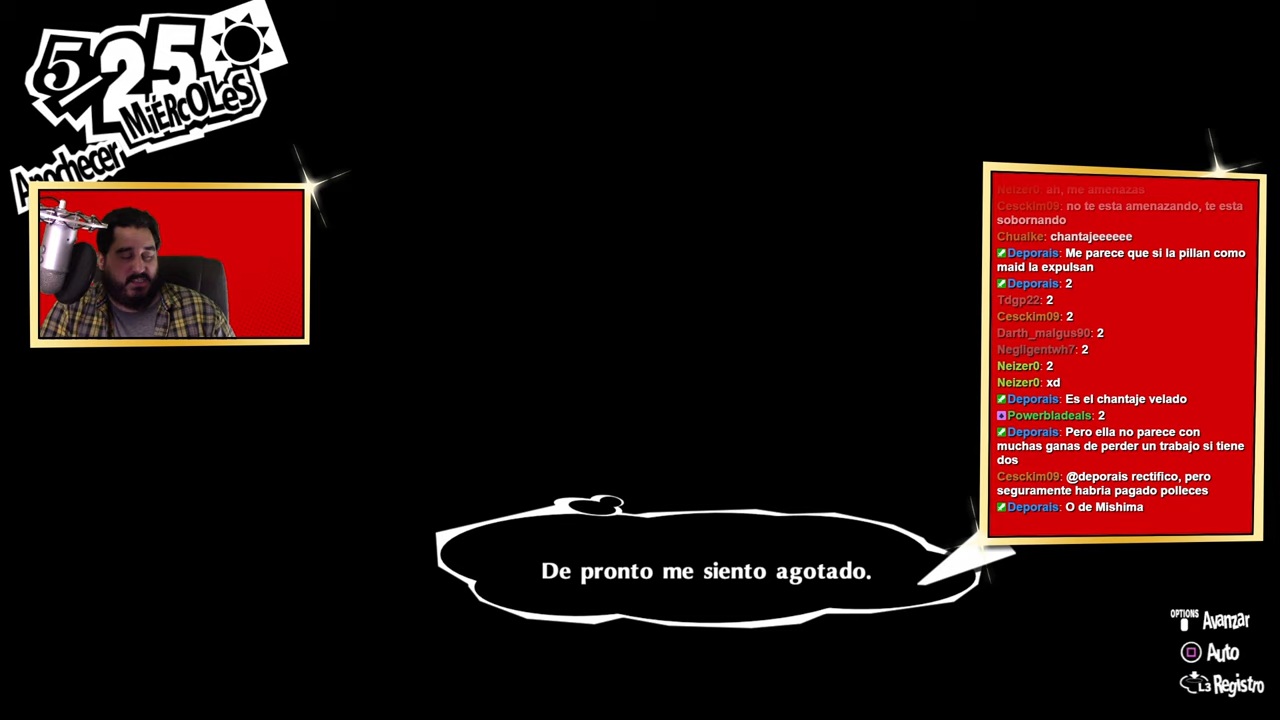 5/25
MiÉRcOLéS
Anochecer
Neizer0: ah, me amenazas
Cesckim09: no te esta amenazando, te esta
sobornando
Chualke: chantajeeeeee
Deporais: Me parece que si la pillan como
maid la expulsan
Deporais: 2
Tdgp22: 2
Cesckim09: 2
Darth_malgus90: 2
Negligentwh7: 2
Neizer0: 2
Neizer0: xd
Deporais: Es el chantaje velado
Powerbladeals: 2
Deporais: Pero ella no parece con
muchas ganas de perder un trabajo si tiene
dos
Cesckim09: @deporais rectifico, pero
seguramente habria pagado polleces
Deporais: O de Mishima
De pronto me siento agotado.
OPTIONS Avanzar
Auto
L3 Registro